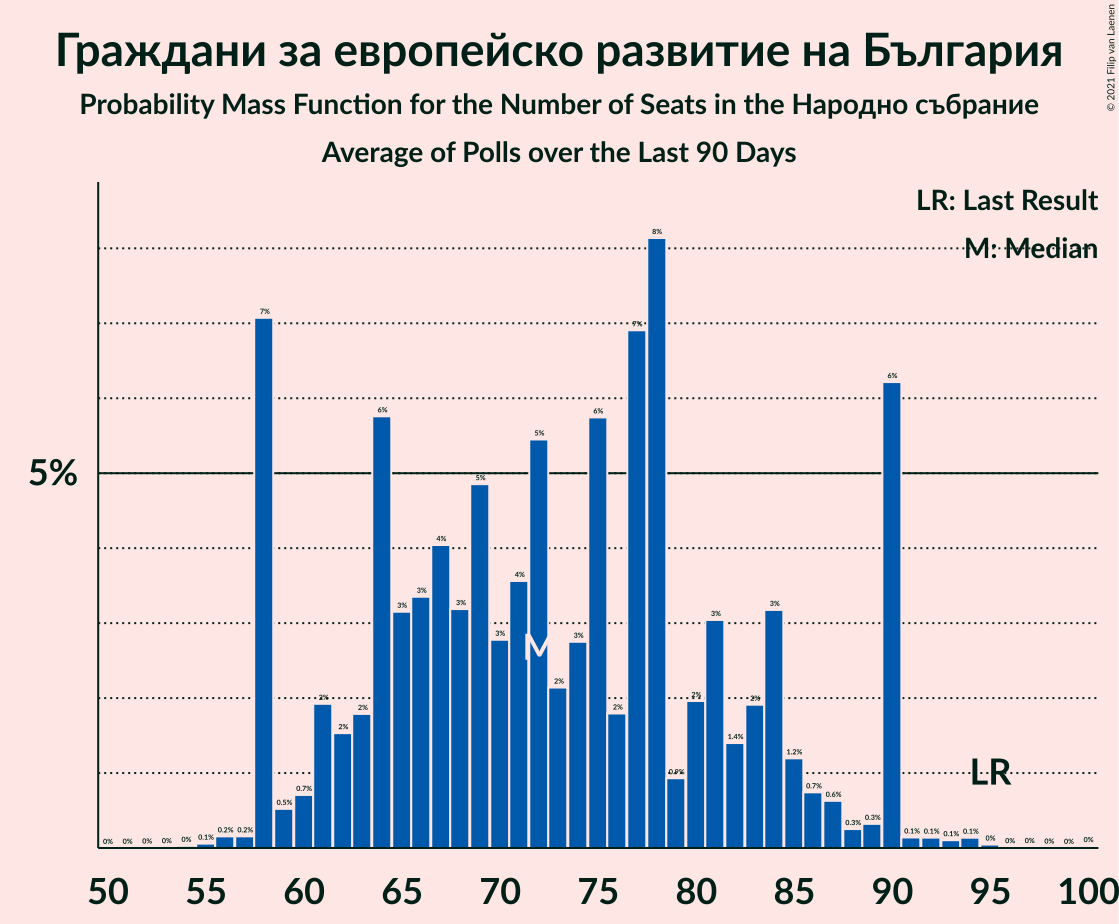 Граждани за европейско развитие на България
Probability Mass Function for the Number of Seats in the Народно събрание
Average of Polls over the Last 90 Days
© 2021 Filip van Laenen
LR: Last Result
M: Median
5%
0% 0% 0% 0% 0% 0.1% 0.2% 0.2% 7% 0.5% 0.7% 2% 2% 2% 6% 3% 3% 4% 3% 5% 3% 4% 5% 2% 3% 6% 2% 7% 8% 0.9% 2% 3% 1.4% 2% 3% 1.2% 0.7% 0.6% 0.3% 0.3% 6% 0.1% 0.1% 0.1% 0.1% 0% 0% 0% 0% 0% 0%
M
LR
50 55 60 65 70 75 80 85 90 95 100